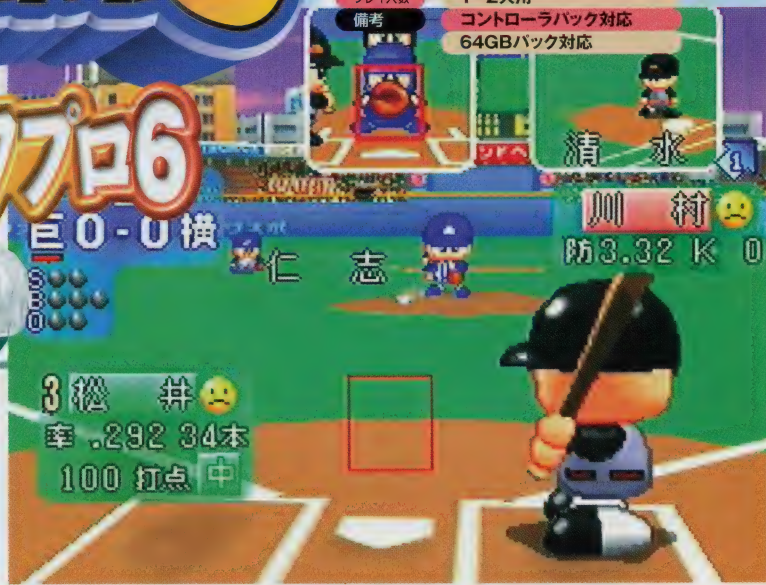 備考
コントローラパック対応
64GBパック対応
プロ6
清 水
1
川 村
防3.32 K 0
巨0-0横
仁 志
S
B
O
3 松 井
率 .292 34本
100 打点 中